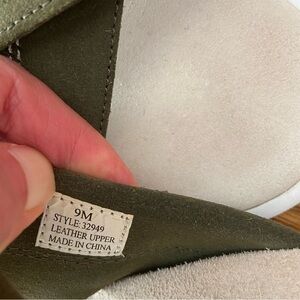 9M
STYLE: 32949
LEATHER UPPER
MADE IN CHINA